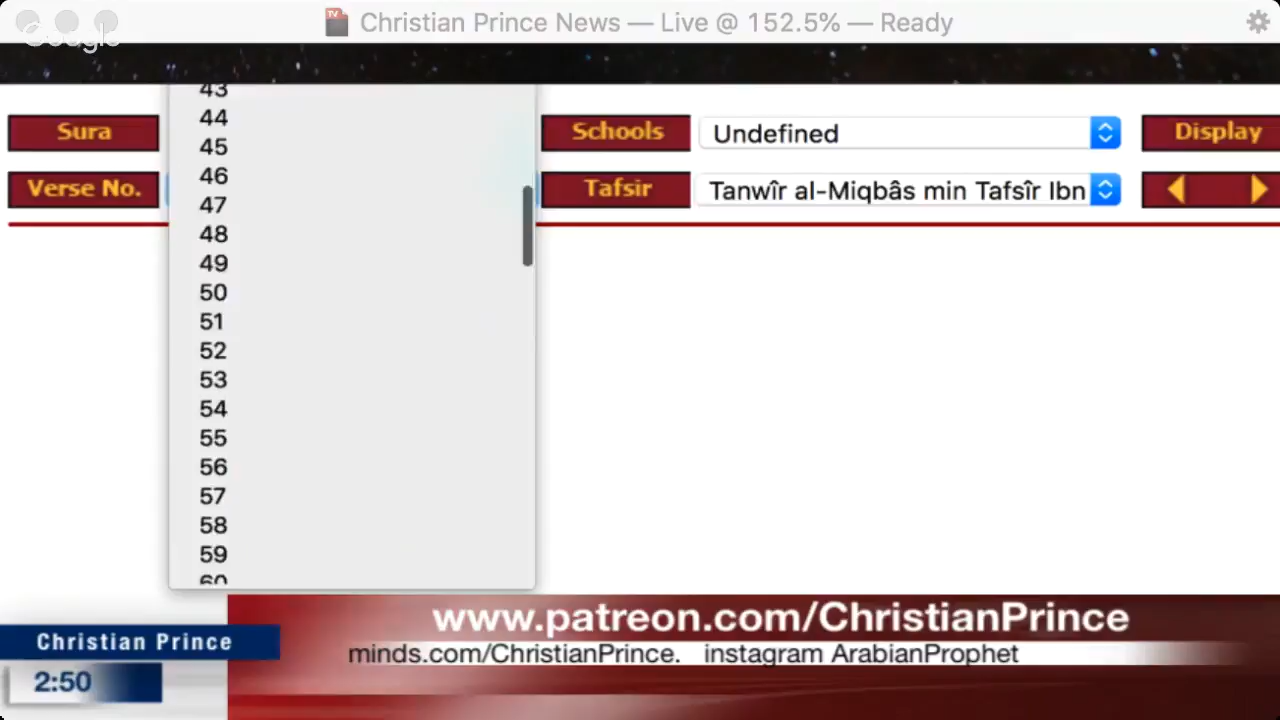 Christian Prince News — Live @ 152.5% — Ready
Google
Sura
Schools
Undefined
Display
Verse No.
Tafsir
Tanwîr al-Miqbâs min Tafsîr Ibn
43
44
45
46
47
48
49
50
51
52
53
54
55
56
57
58
59
60
www.patreon.com/ChristianPrince
Christian Prince
minds.com/ChristianPrince. instagram ArabianProphet
2:50